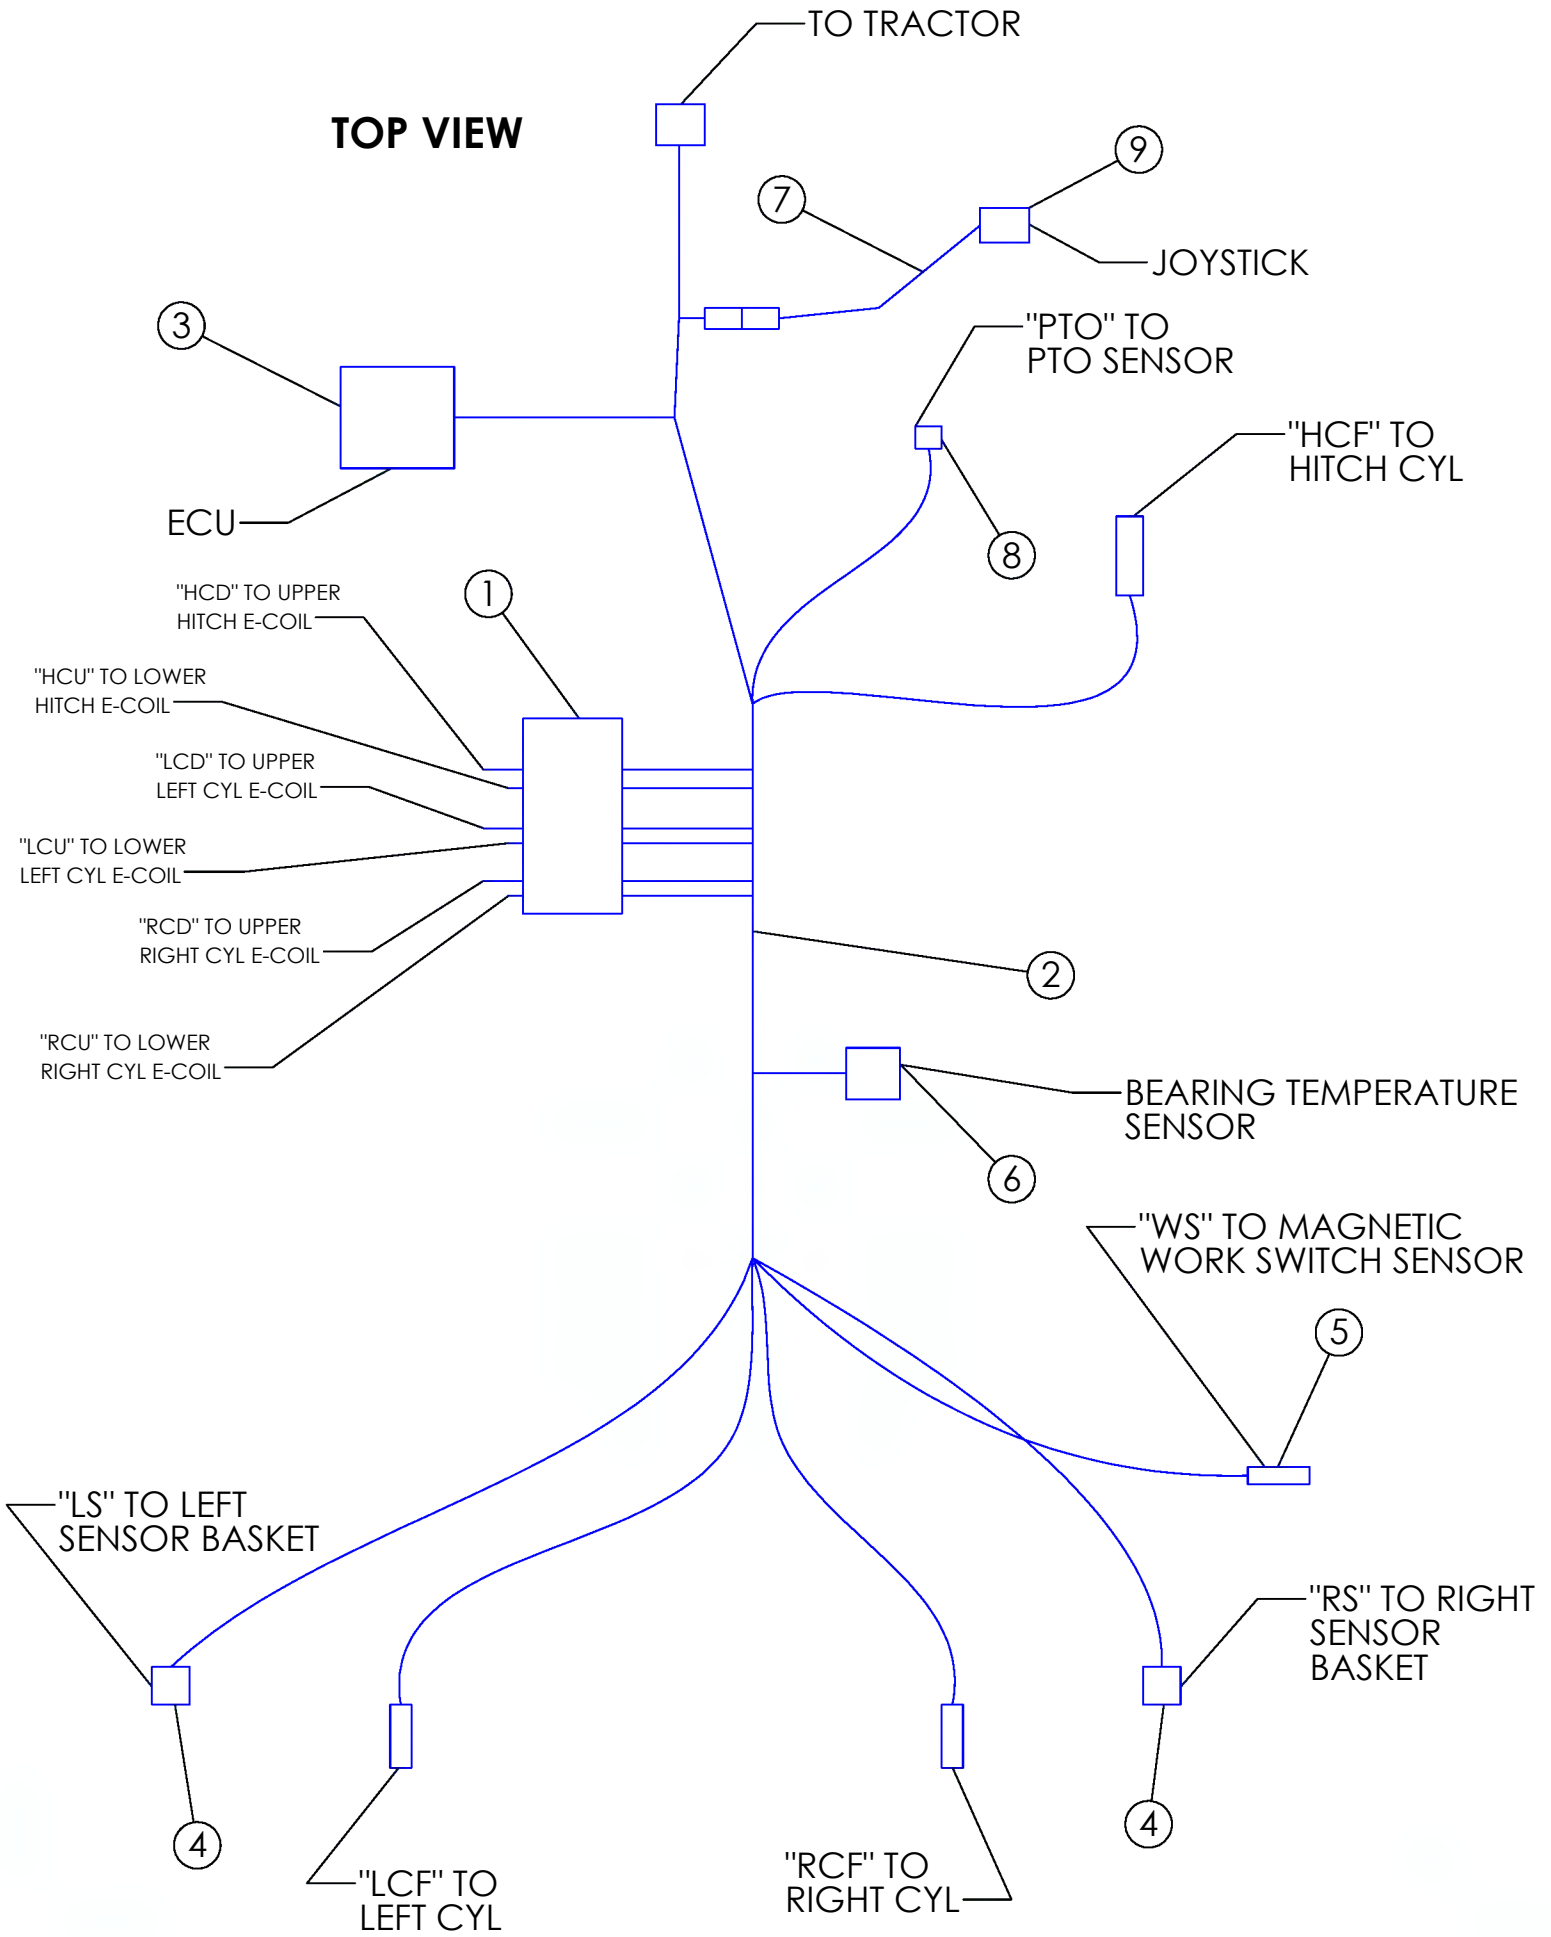 TO TRACTOR
TOP VIEW
9
7
JOYSTICK
3
"PTO" TO
PTO SENSOR
"HCF" TO
HITCH CYL
ECU
8
1
"HCD" TO UPPER
HITCH E-COIL
"HCU" TO LOWER
HITCH E-COIL
"LCD" TO UPPER
LEFT CYL E-COIL
"LCU" TO LOWER
LEFT CYL E-COIL
"RCD" TO UPPER
RIGHT CYL E-COIL
2
"RCU" TO LOWER
RIGHT CYL E-COIL
BEARING TEMPERATURE
SENSOR
6
"WS" TO MAGNETIC
WORK SWITCH SENSOR
5
"LS" TO LEFT
SENSOR BASKET
"RS" TO RIGHT
SENSOR
BASKET
4
4
"LCF" TO
LEFT CYL
"RCF" TO
RIGHT CYL